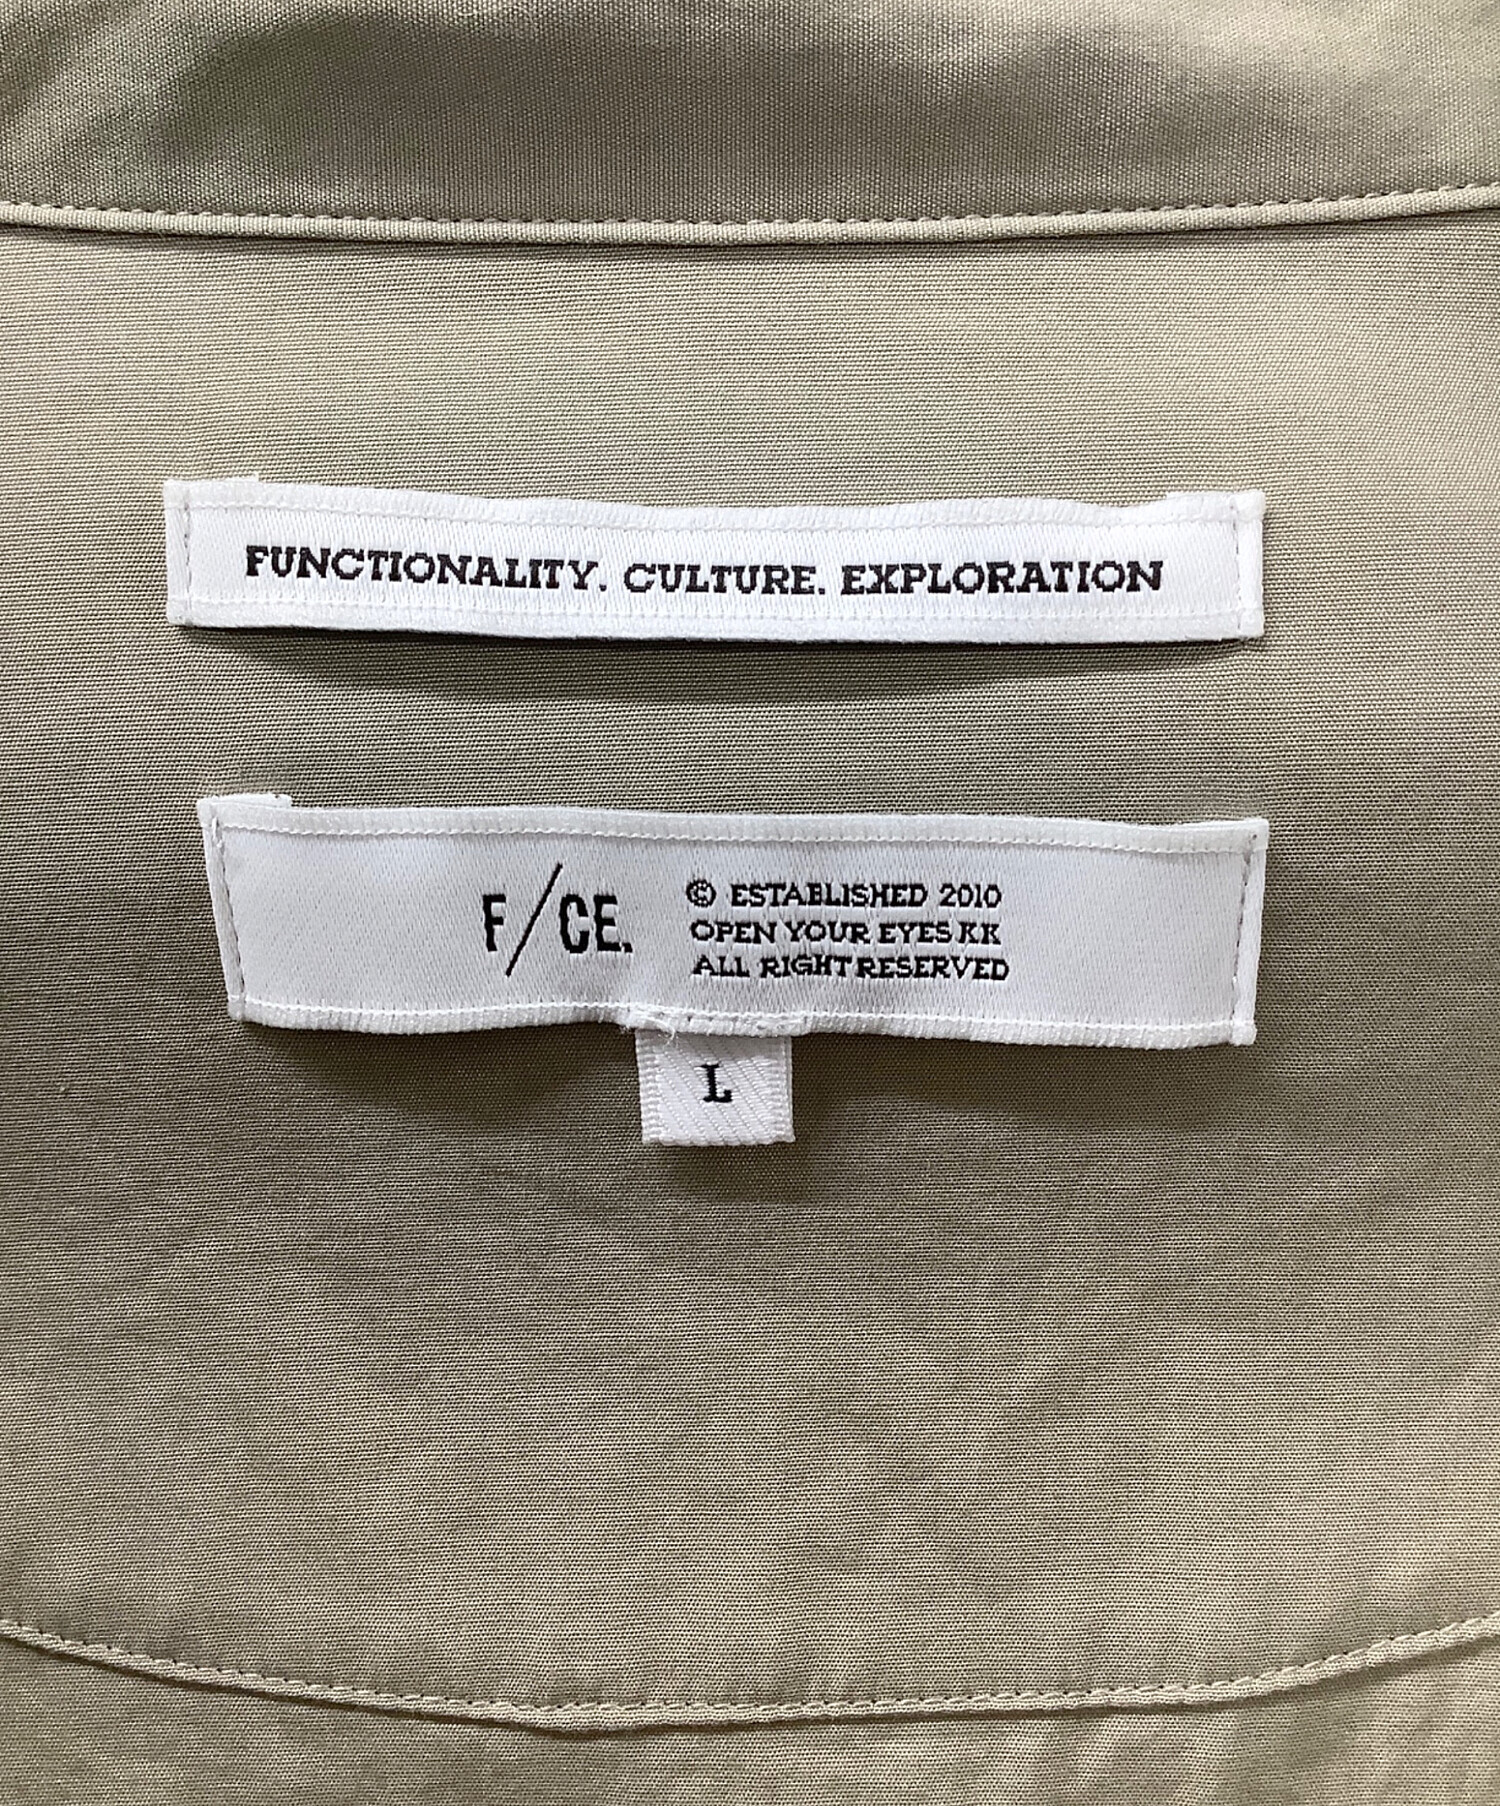 FUNCTIONALITY. CULTURE. EXPLORATION
F/CE.
© ESTABLISHED 2010
OPEN YOUR EYES KK
ALL RIGHT RESERVED
L